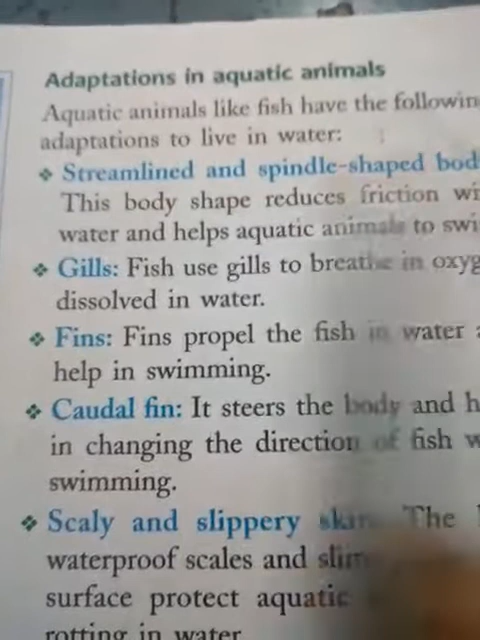 Adaptations in aquatic animals
Aquatic animals like fish have the followin
adaptations to live in water:
❖ Streamlined and spindle-shaped bod
This body shape reduces friction wi
water and helps aquatic animals to swi
❖ Gills: Fish use gills to breathe in oxyg
dissolved in water.
❖ Fins: Fins propel the fish in water a
help in swimming.
❖ Caudal fin: It steers the body and h
in changing the direction of fish w
swimming.
❖ Scaly and slippery skin The
waterproof scales and slim
surface protect aquatic
rotting in water